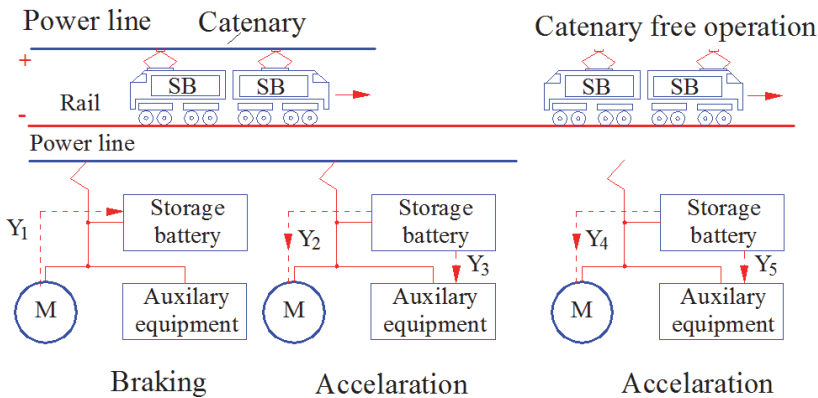 Power line Catenary Catenary free operation
+
SB SB SB SB
Rail
-
Power line
Storage battery Storage battery Storage battery
Y1 Y2 Y3 Y4 Y5
M Auxilary equipment M Auxilary equipment M Auxilary equipment
Braking Accelaration Accelaration